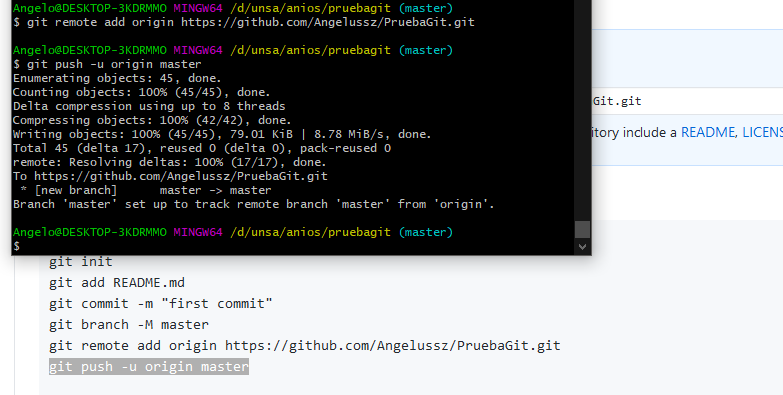 Angelo@DESKTOP-3KDRMMO MINGW64 /d/unsa/anios/pruebagit (master)
$ git remote add origin https://github.com/Angelussz/PruebaGit.git
Angelo@DESKTOP-3KDRMMO MINGW64 /d/unsa/anios/pruebagit (master)
$ git push -u origin master
Enumerating objects: 45, done.
Counting objects: 100% (45/45), done.
Delta compression using up to 8 threads
Compressing objects: 100% (42/42), done.
Writing objects: 100% (45/45), 79.01 KiB | 8.78 MiB/s, done.
Total 45 (delta 17), reused 0 (delta 0), pack-reused 0
remote: Resolving deltas: 100% (17/17), done.
To https://github.com/Angelussz/PruebaGit.git
 * [new branch]      master -> master
Branch 'master' set up to track remote branch 'master' from 'origin'.
Angelo@DESKTOP-3KDRMMO MINGW64 /d/unsa/anios/pruebagit (master)
$
Git.git
itory include a README, LICENS
git init
git add README.md
git commit -m "first commit"
git branch -M master
git remote add origin https://github.com/Angelussz/PruebaGit.git
git push -u origin master